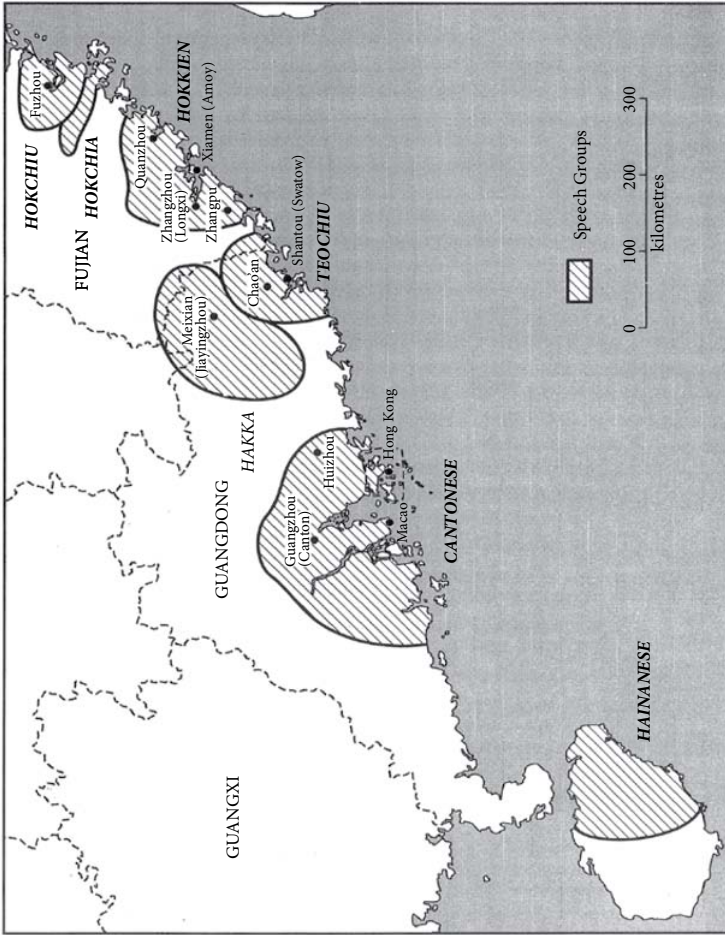 HOKCHIU
Fuzhou
HOKCHIA
FUJIAN
HOKKIEN
Quanzhou
Xiamen (Amoy)
Zhangzhou
(Longxi)
Zhangpu
Shantou (Swatow)
TEOCHIU
Chao'an
Meixian
(Jiayingzhou)
HAKKA
GUANGDONG
Huizhou
Hong Kong
Guangzhou
(Canton)
Macao
CANTONESE
GUANGXI
HAINANESE
Speech Groups
0 100 200 300
kilometres